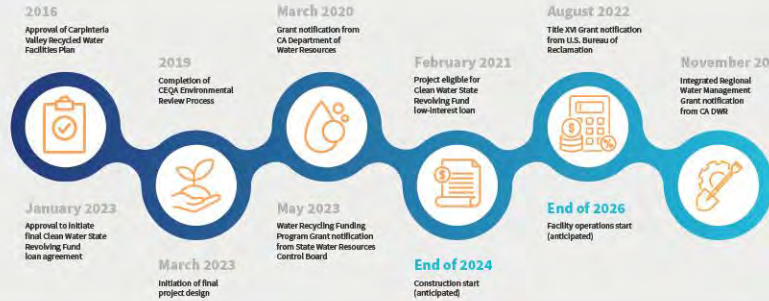 2016
Approval of Carpinteria
Valley Recycled Water
Facilities Plan
2019
Completion of
CEQA Environmental
Review Process
March 2020
Grant notification from
CA Department of
Water Resources
February 2021
Project eligible for
Clean Water State
Revolving Fund
low-interest loan
August 2022
Title XVI Grant notification
from U.S. Bureau of
Reclamation
November 20
Integrated Regional
Water Management
Grant notification
from CA DWR
January 2023
Approval to initiate
final Clean Water State
Revolving Fund
loan agreement
March 2023
Initiation of final
project design
May 2023
Water Recycling Funding
Program Grant notification
from State Water Resources
Control Board
End of 2024
Construction start
(anticipated)
End of 2026
Facility operations start
(anticipated)
$
$
%